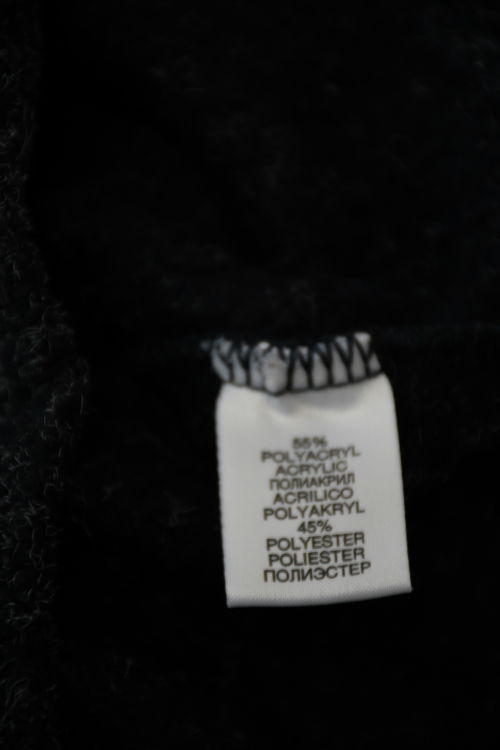 55%
POLYACRYL
ACRYLIC
ПОЛИАКРИЛ
ACRILICO
POLYAKRYL
45%
POLYESTER
POLIESTER
ПОЛИЭСТЕР